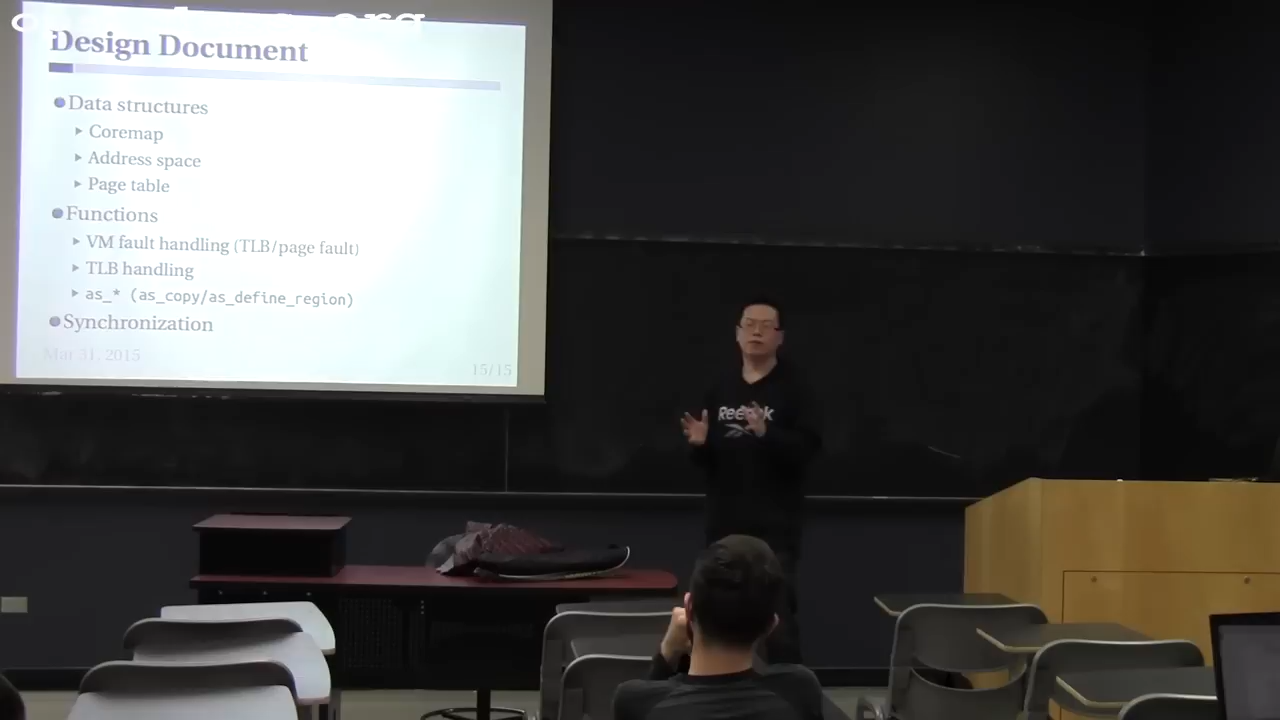 Design Document
Data structures
Coremap
Address space
Page table
Functions
VM fault handling (TLB/page fault)
TLB handling
as_* (as_copy/as_define_region)
Synchronization
Mar 31, 2015
15/15
Reebok